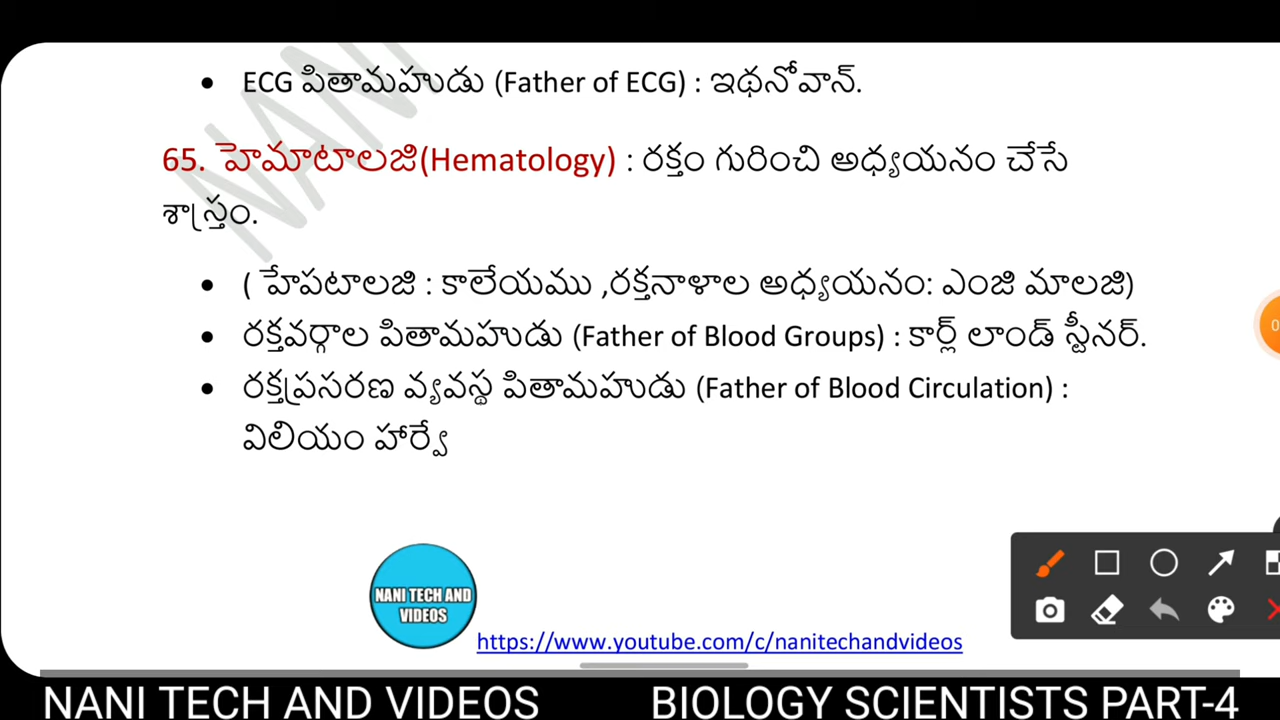 ECG పితామహుడు (Father of ECG) : ఇథనోవాన్.
65. హెమాటాలజి(Hematology) : రక్తం గురించి అధ్యయనం చేసే
శాస్త్రం.
( హేపటాలజి : కాలేయము ,రక్తనాళాల అధ్యయనం: ఎంజి మాలజి)
రక్తవర్గాల పితామహుడు (Father of Blood Groups) : కార్ల్ లాండ్ స్టీనర్.
రక్తప్రసరణ వ్యవస్థ పితామహుడు (Father of Blood Circulation) :
విలియం హార్వే
NANI
NANI TECH AND
VIDEOS
https://www.youtube.com/c/nanitechandvideos
NANI TECH AND VIDEOS BIOLOGY SCIENTISTS PART-4